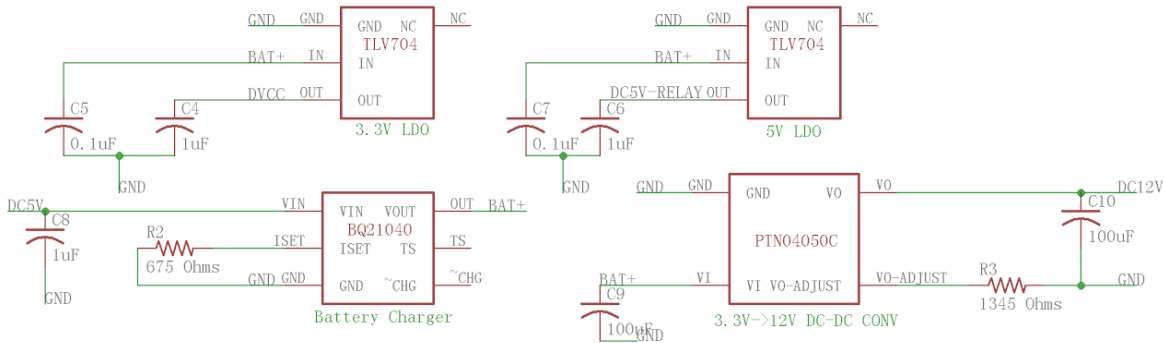 GND GND GND NC NC
TLV704
BAT+ IN IN
DVCC OUT OUT
C5
0.1uF
C4
1uF
3.3V LDO
GND
GND GND GND NC NC
TLV704
BAT+ IN IN
DC5V-RELAY OUT OUT
C7
0.1uF
C6
1uF
5V LDO
GND
DC5V VIN VIN VOUT OUT BAT+
BQ21040
C8
1uF
GND
R2
675 Ohms
ISET ISET TS TS
GND GND GND ~CHG ~CHG
Battery Charger
GND GND GND VO VO DC12V
PTN04050C
C10
100uF
BAT+ VI VI VO-ADJUST VO-ADJUST
R3
1345 Ohms
GND
C9
100uF
GND
3.3V->12V DC-DC CONV